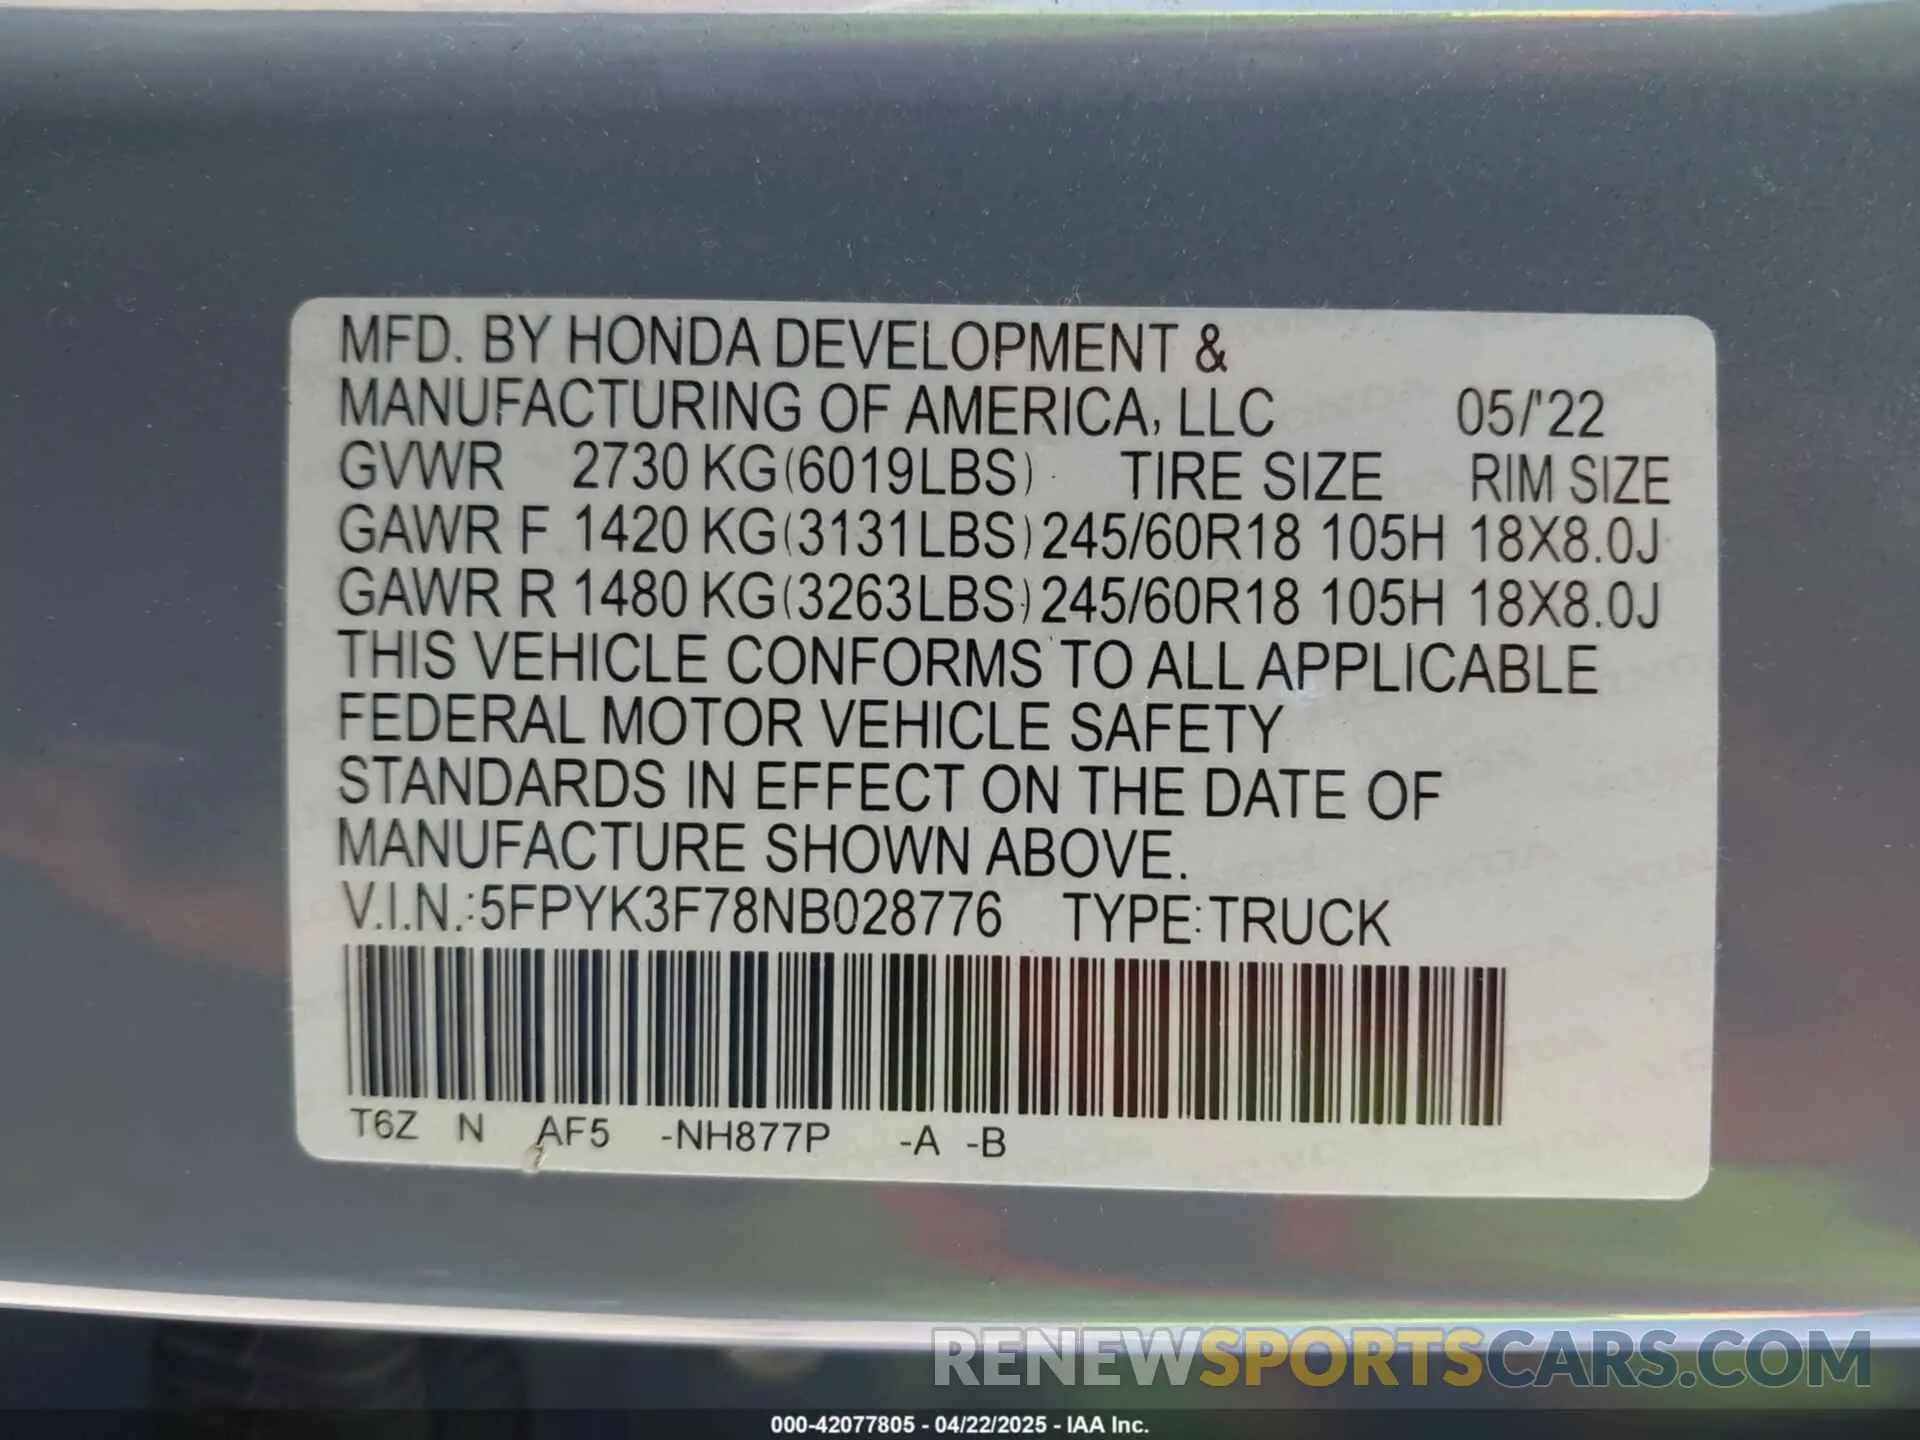 MFD. BY HONDA DEVELOPMENT &
MANUFACTURING OF AMERICA, LLC 05/'22
GVWR 2730 KG(6019LBS) TIRE SIZE RIM SIZE
GAWR F 1420 KG(3131LBS) 245/60R18 105H 18X8.0J
GAWR R 1480 KG(3263LBS) 245/60R18 105H 18X8.0J
THIS VEHICLE CONFORMS TO ALL APPLICABLE
FEDERAL MOTOR VEHICLE SAFETY
STANDARDS IN EFFECT ON THE DATE OF
MANUFACTURE SHOWN ABOVE.
V.I.N.:5FPYK3F78NB028776 TYPE:TRUCK
T6Z N AF5 -NH877P -A -B
RENEWSPORTSCARS.COM
000-42077805 - 04/22/2025 - IAA Inc.